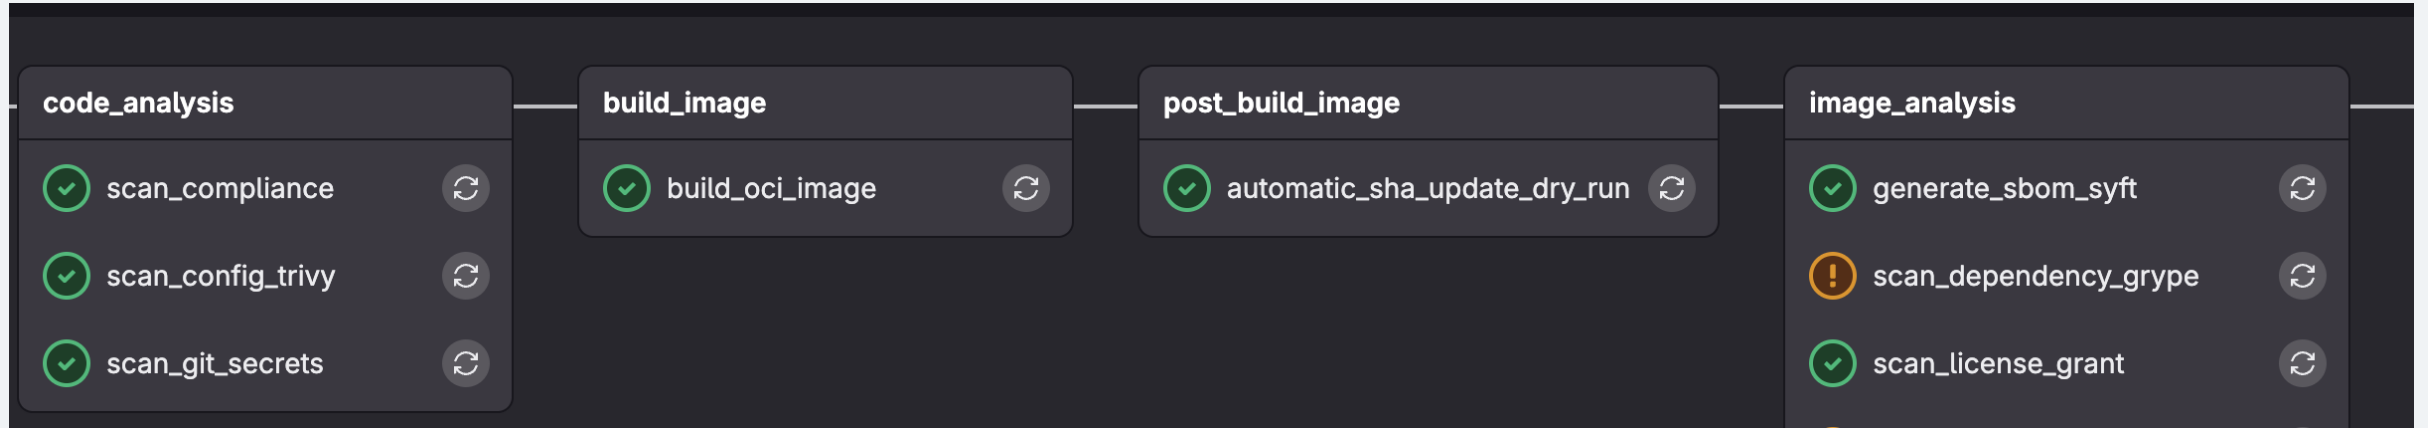 code_analysis
scan_compliance
scan_config_trivy
scan_git_secrets
build_image
build_oci_image
post_build_image
automatic_sha_update_dry_run
image_analysis
generate_sbom_syft
scan_dependency_grype
scan_license_grant